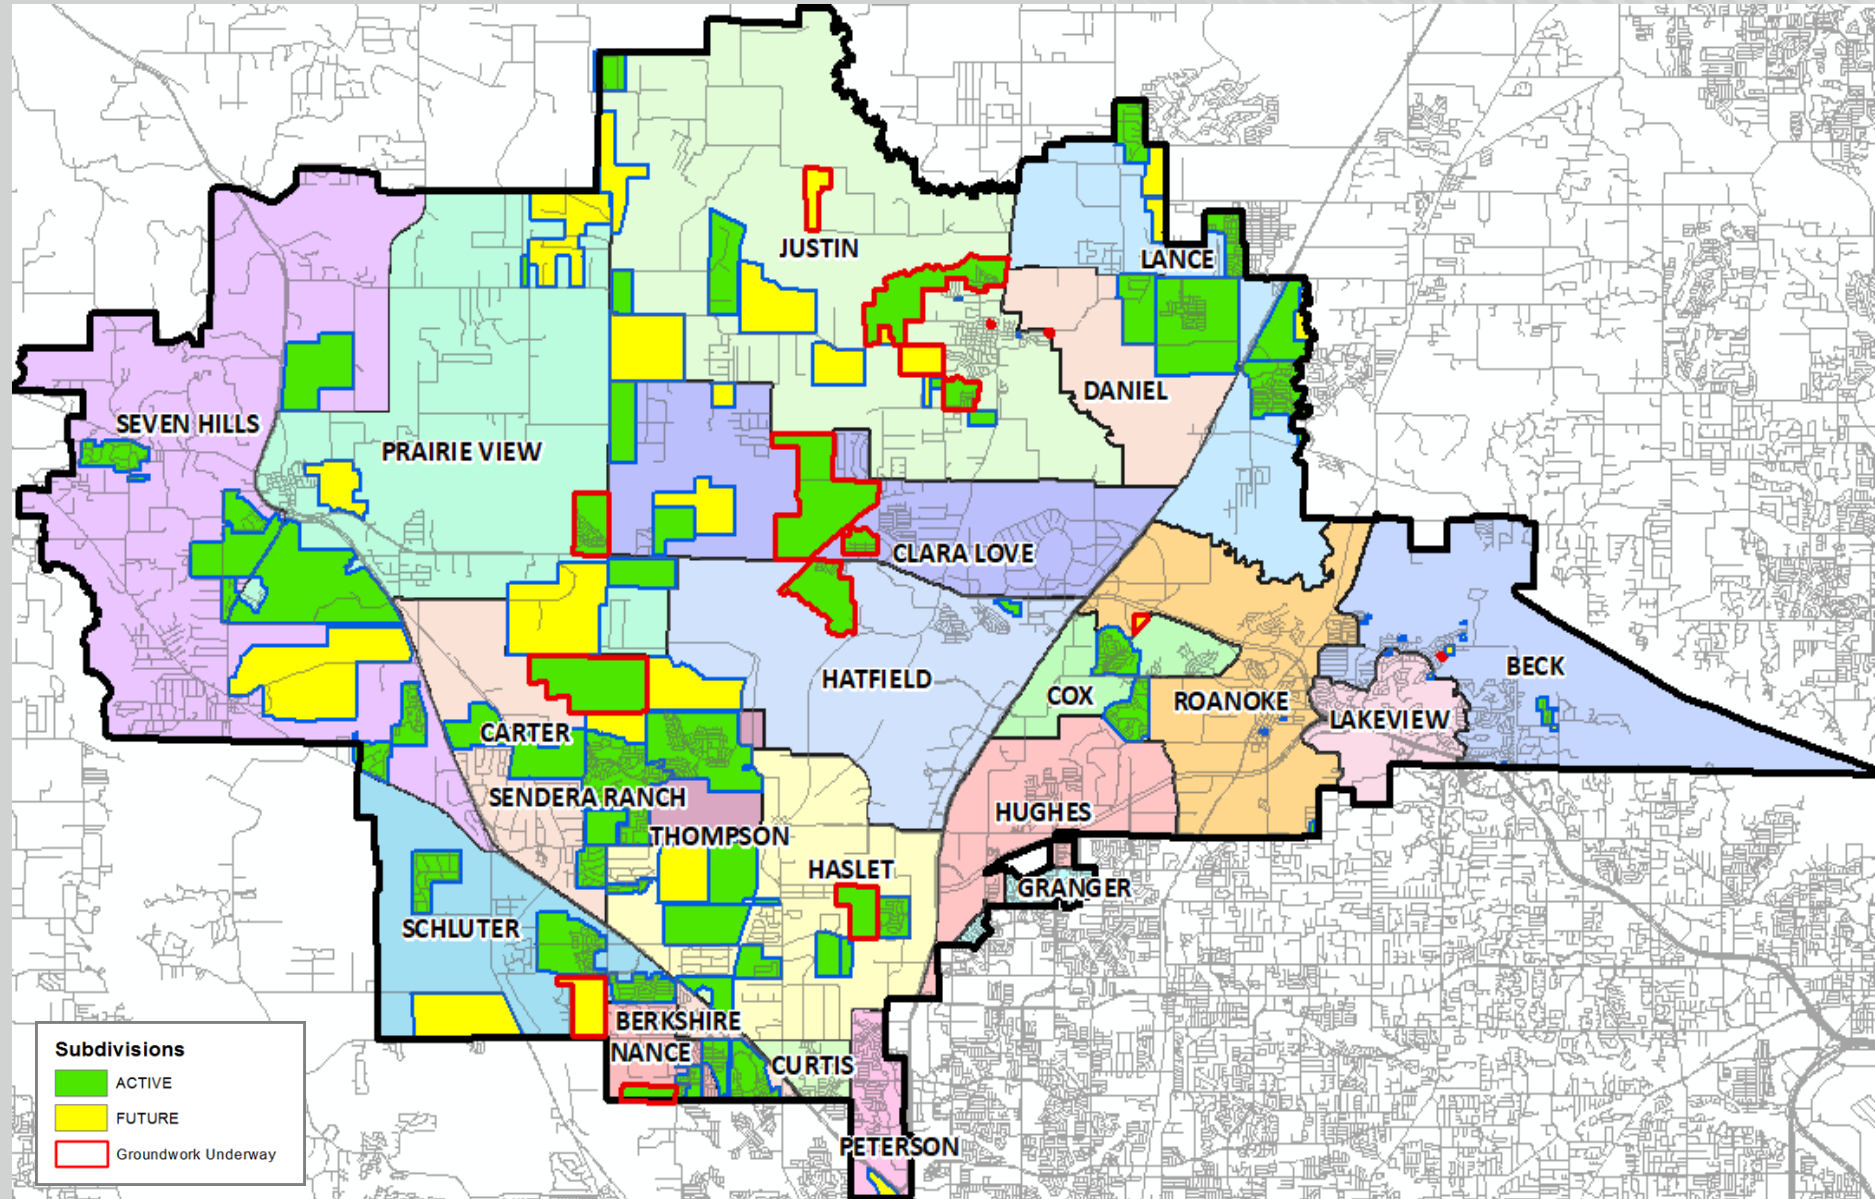 JUSTIN
LANCE
DANIEL
SEVEN HILLS
PRAIRIE VIEW
CLARA LOVE
HATFIELD
COX
ROANOKE
BECK
LAKEVIEW
CARTER
SENDERA RANCH
THOMPSON
HUGHES
HASLET
GRANGER
SCHLUTER
BERKSHIRE
NANCE
CURTIS
PETERSON
Subdivisions
ACTIVE
FUTURE
Groundwork Underway